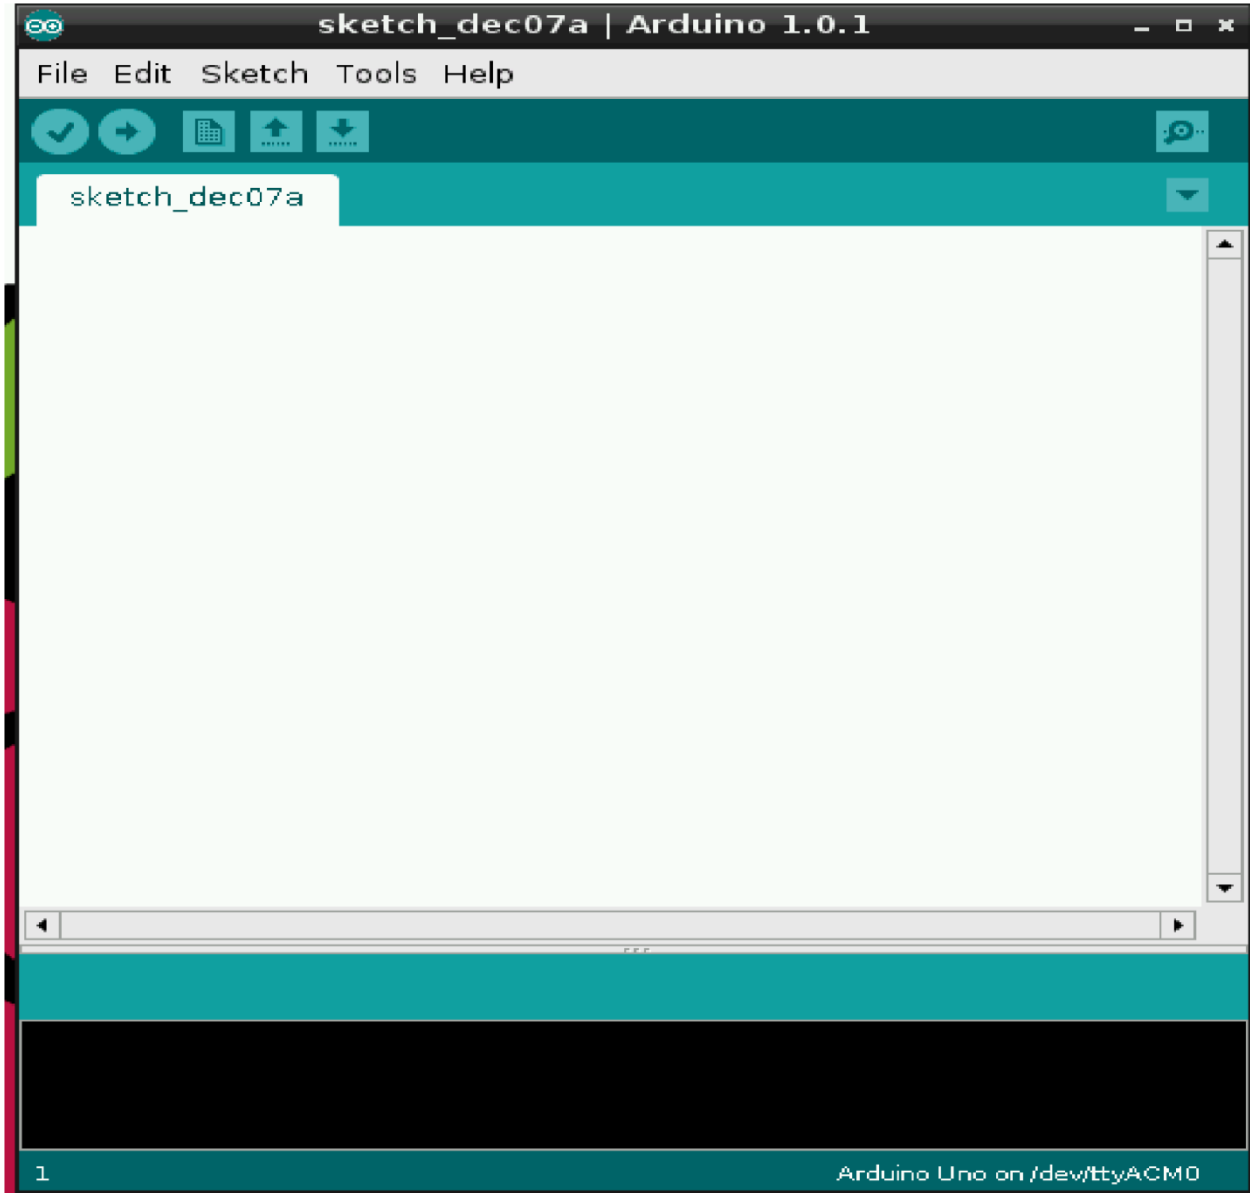 sketch_dec07a | Arduino 1.0.1
File Edit Sketch Tools Help
sketch_dec07a
1 Arduino Uno on /dev/ttyACM0